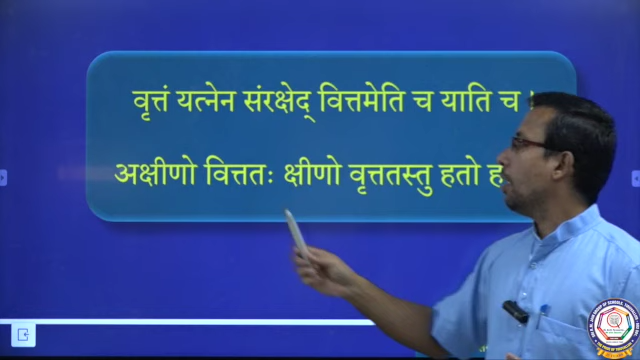 वृत्तं यत्नेन संरक्षेद् वित्तमेति च याति च ।
अक्षीणो वित्ततः क्षीणो वृत्ततस्तु हतो ह